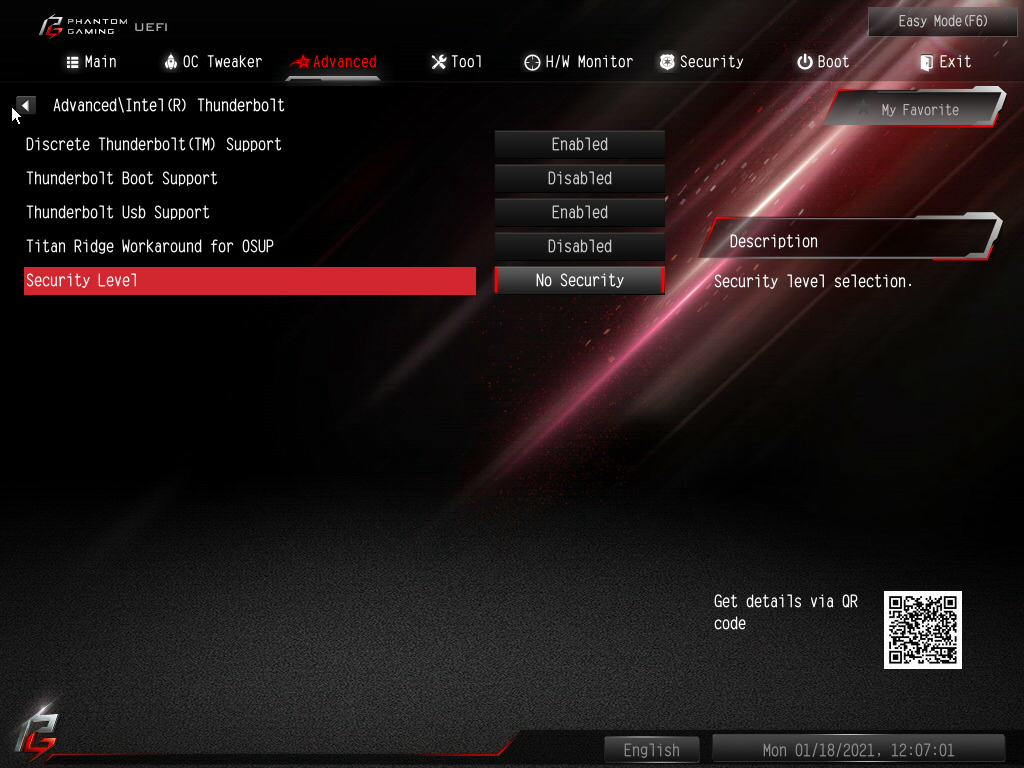 PHANTOM GAMING UEFI
Easy Mode(F6)
Main OC Tweaker Advanced Tool H/W Monitor Security Boot Exit
Advanced\Intel(R) Thunderbolt
My Favorite
Discrete Thunderbolt(TM) Support Enabled
Thunderbolt Boot Support Disabled
Thunderbolt Usb Support Enabled
Titan Ridge Workaround for OSUP Disabled
Security Level No Security
Description
Security level selection.
Get details via QR
code
English
Mon 01/18/2021, 12:07:01